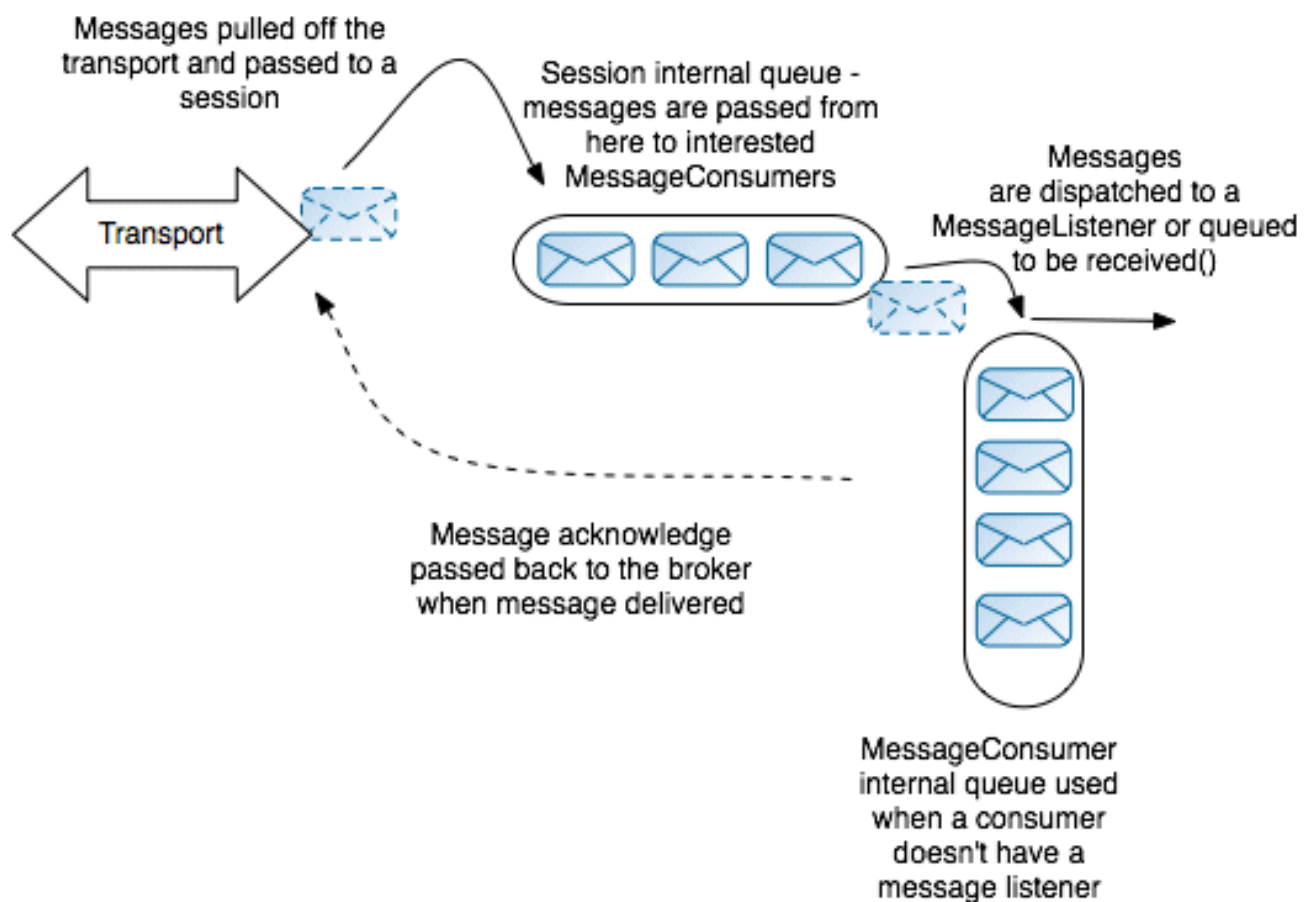 Messages pulled off the
transport and passed to a
session
Session internal queue -
messages are passed from
here to interested
MessageConsumers
Messages
are dispatched to a
MessageListener or queued
to be received()
Transport
Message acknowledge
passed back to the broker
when message delivered
MessageConsumer
internal queue used
when a consumer
doesn't have a
message listener